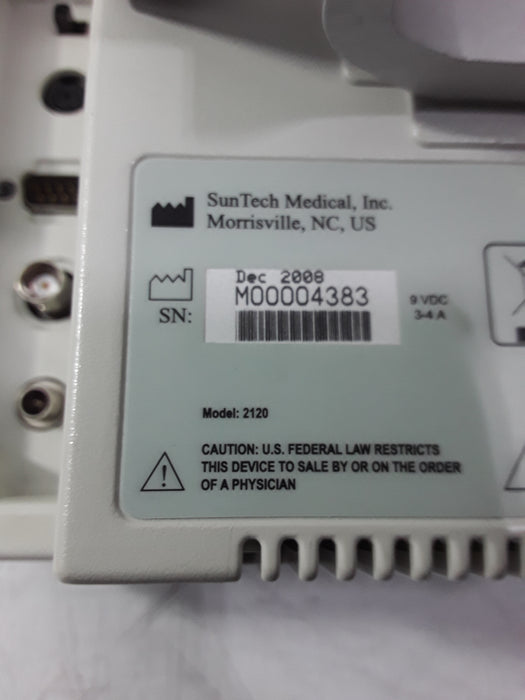 SunTech Medical, Inc.
Morrisville, NC, US
Dec 2008
SN: M00004383
9 VDC
3-4 A
Model: 2120
CAUTION: U.S. FEDERAL LAW RESTRICTS
THIS DEVICE TO SALE BY OR ON THE ORDER
OF A PHYSICIAN